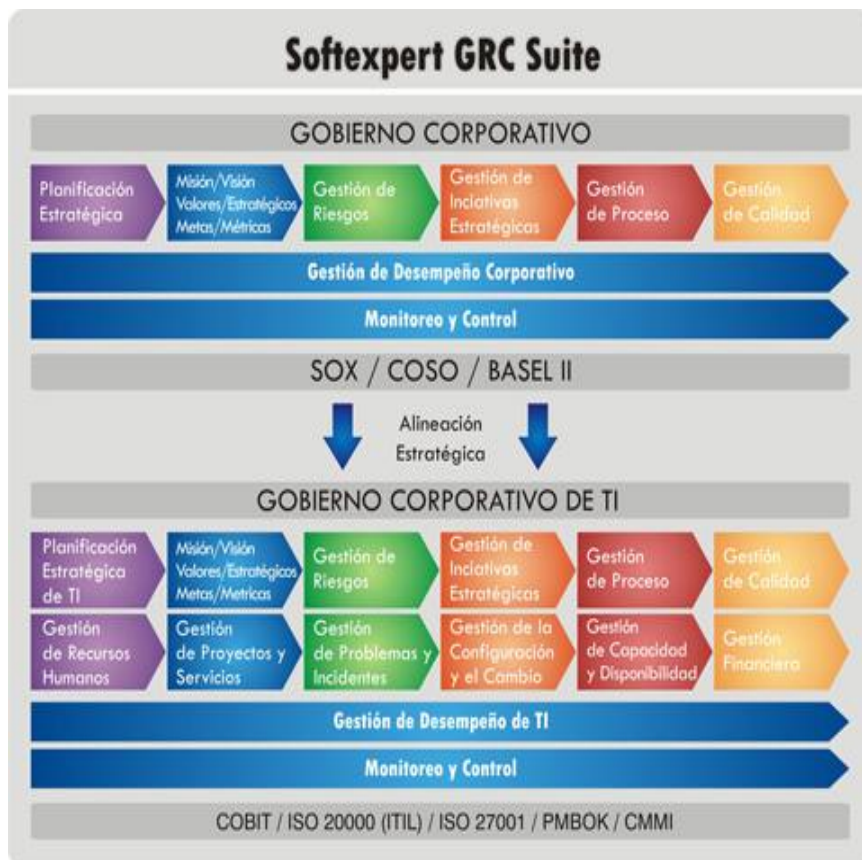 Softexpert GRC Suite
GOBIERNO CORPORATIVO
Planificación
Estratégica
Misión/Visión
Valores/Estratégicos
Metas/Métricas
Gestión de
Riesgos
Gestión de
Inciativas
Estratégicas
Gestión
de Proceso
Gestión
de Calidad
Gestión de Desempeño Corporativo
Monitoreo y Control
SOX / COSO / BASEL II
Alineación
Estratégica
GOBIERNO CORPORATIVO DE TI
Planificación
Estratégica
de TI
Misión/Visión
Valores/Estratégicos
Metas/Metricas
Gestión de
Riesgos
Gestión de
Inciativas
Estratégicas
Gestión
de Proceso
Gestión
de Calidad
Gestión
de Recursos
Humanos
Gestión
de Proyectos y
Servicios
Gestión
de Problemas y
Incidentes
Gestión de la
Configuración
y el Cambio
Gestión
de Capacidad
y Disponibilidad
Gestión
Financiera
Gestión de Desempeño de TI
Monitoreo y Control
COBIT / ISO 20000 (ITIL) / ISO 27001 / PMBOK / CMMI